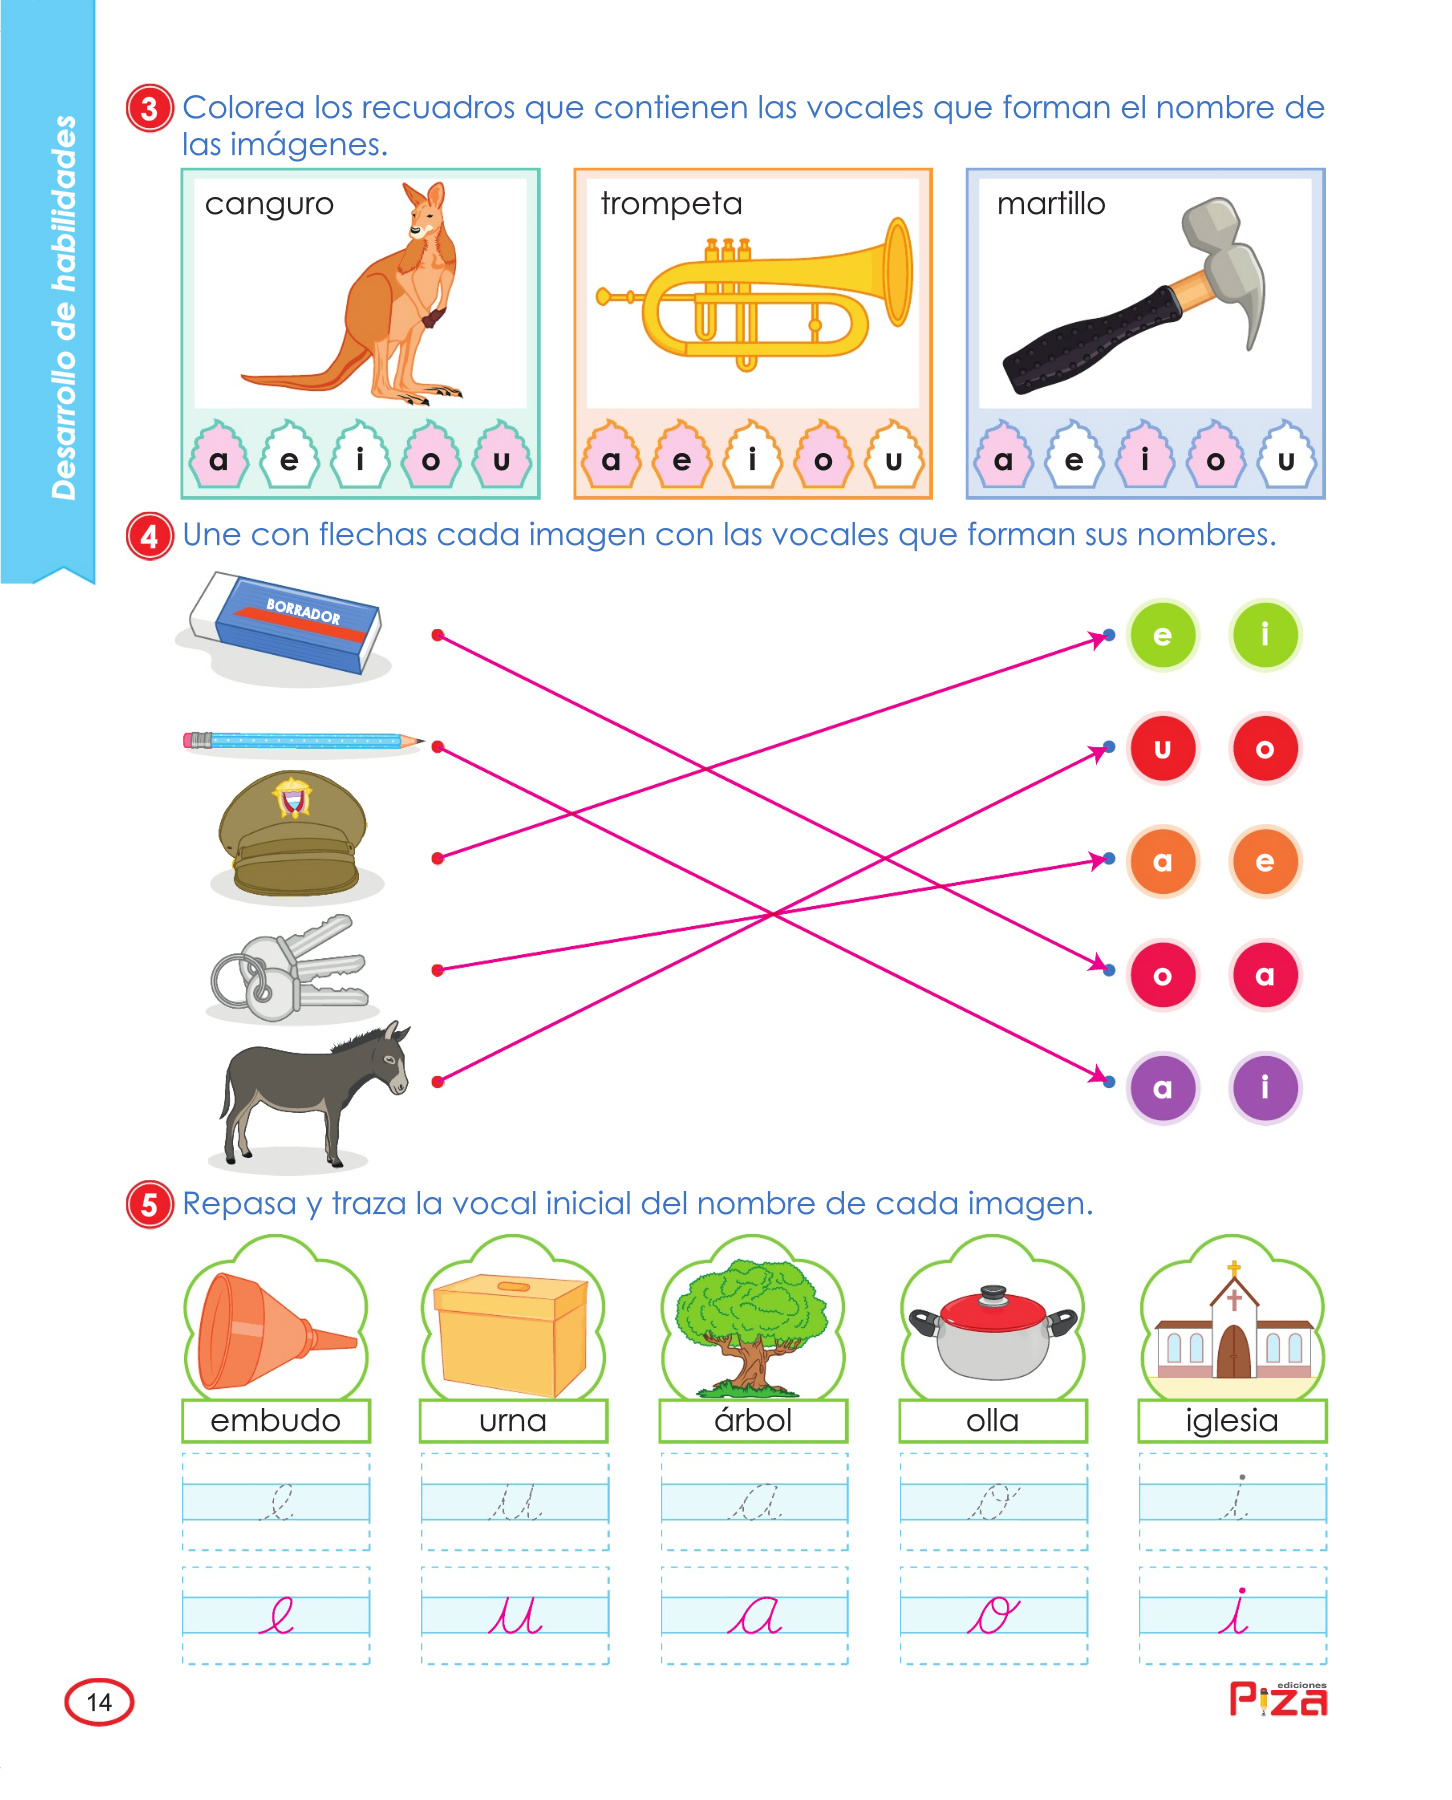 Desarrollo de habilidades
3 Colorea los recuadros que contienen las vocales que forman el nombre de
las imágenes.
canguro
a e i o u
trompeta
a e i o u
martillo
a e i o u
4 Une con flechas cada imagen con las vocales que forman sus nombres.
BORRADOR
e i
u o
a e
o a
a i
5 Repasa y traza la vocal inicial del nombre de cada imagen.
embudo urna árbol olla iglesia
e u a o i
e u a o i
14
ediciones
Piza